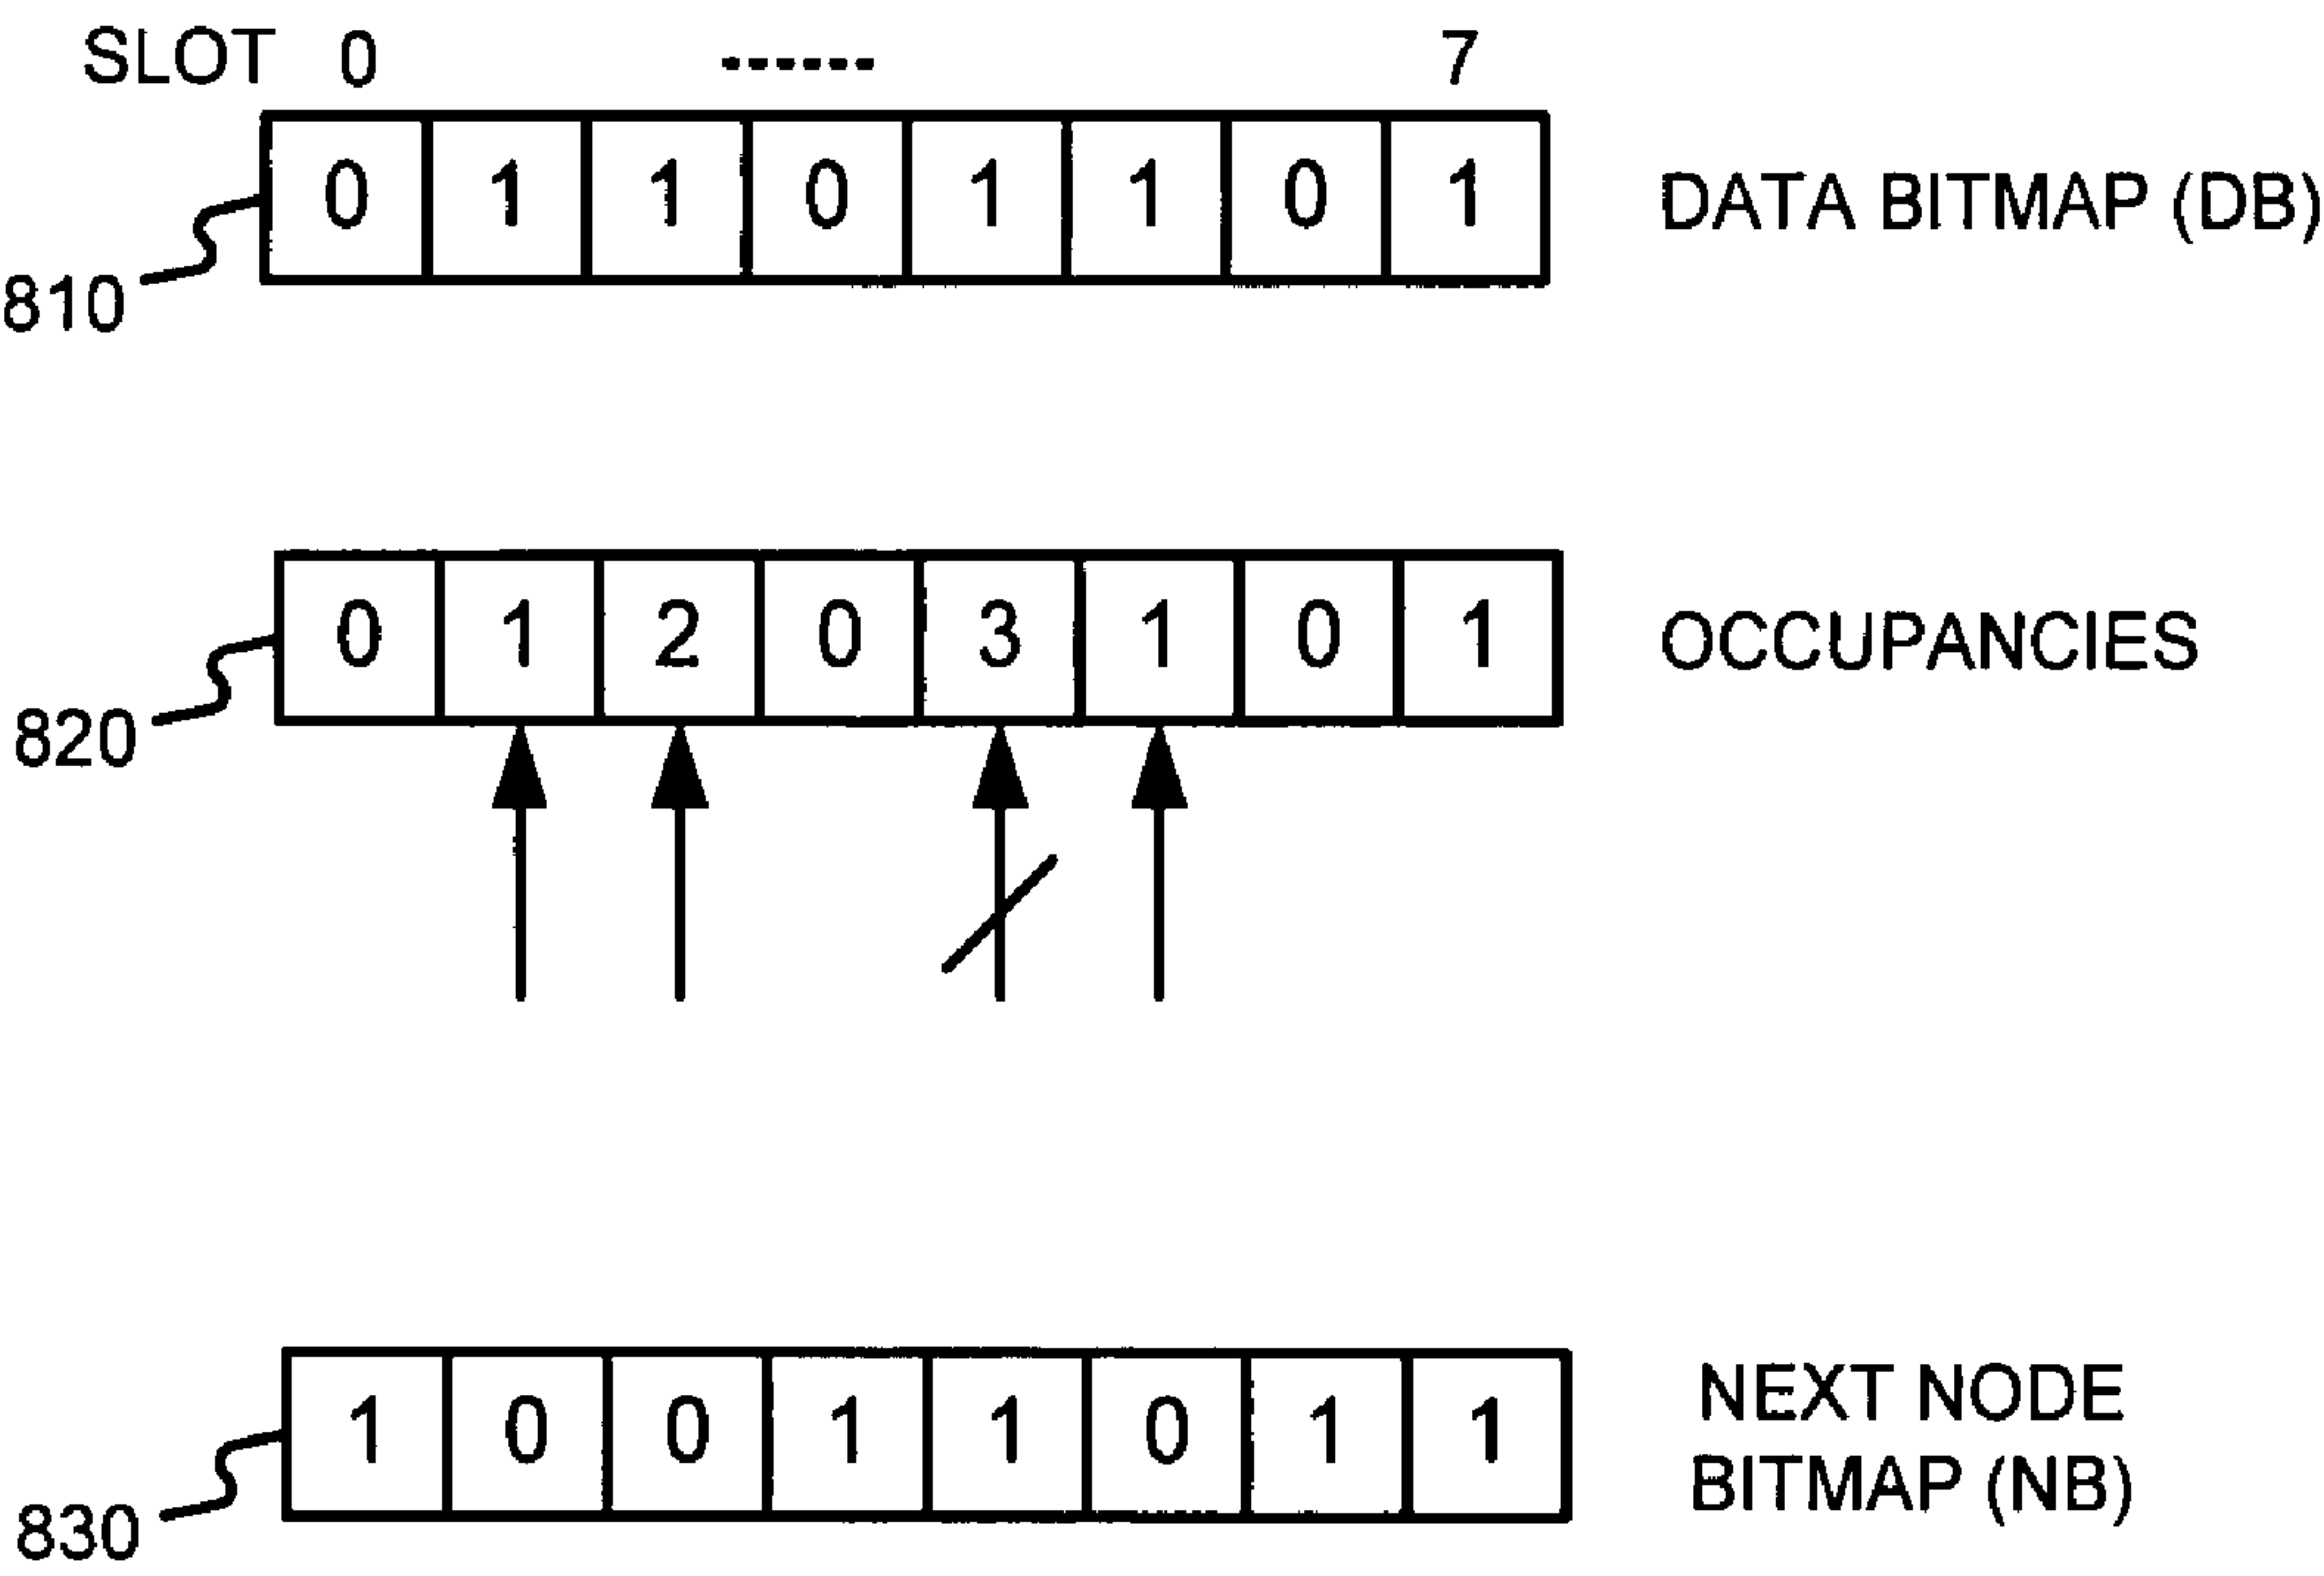 SLOT 0 ------ 7
0 1 1 0 1 1 0 1
DATA BITMAP (DB)
810
0 1 2 0 3 1 0 1
OCCUPANCIES
820
1 0 0 1 1 0 1 1
NEXT NODE
BITMAP (NB)
830